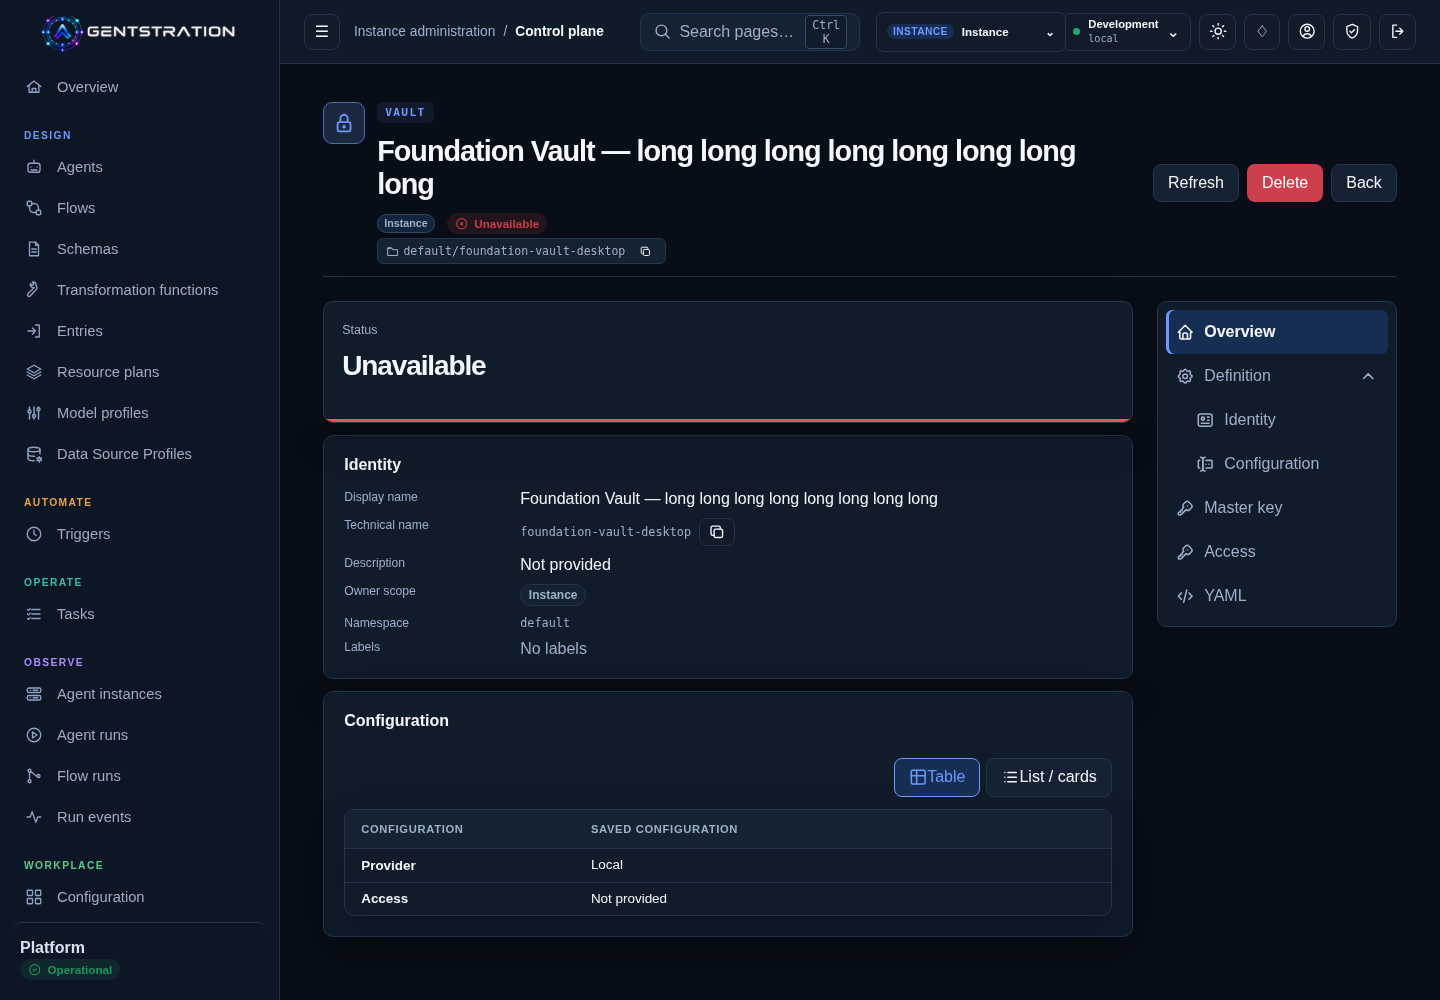 GENTSTRATION
Overview
DESIGN
Agents
Flows
Schemas
Transformation functions
Entries
Resource plans
Model profiles
Data Source Profiles
AUTOMATE
Triggers
OPERATE
Tasks
OBSERVE
Agent instances
Agent runs
Flow runs
Run events
WORKPLACE
Configuration
Platform
Operational
Instance administration / Control plane
Search pages… Ctrl K
INSTANCE Instance
Development
local
VAULT
Foundation Vault — long long long long long long long
long
Refresh Delete Back
Instance Unavailable
default/foundation-vault-desktop
Status
Unavailable
Identity
Display name Foundation Vault — long long long long long long long long
Technical name foundation-vault-desktop
Description Not provided
Owner scope Instance
Namespace default
Labels No labels
Configuration
Table List / cards
CONFIGURATION SAVED CONFIGURATION
Provider Local
Access Not provided
Overview
Definition
Identity
Configuration
Master key
Access
YAML